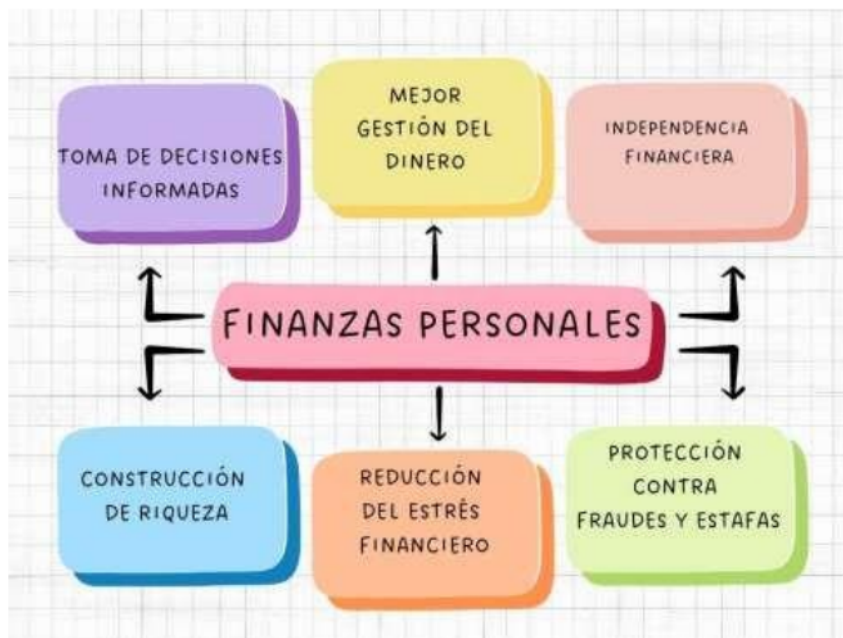 TOMA DE DECISIONES
INFORMADAS
MEJOR
GESTIÓN DEL
DINERO
INDEPENDENCIA
FINANCIERA
FINANZAS PERSONALES
CONSTRUCCIÓN
DE RIQUEZA
REDUCCIÓN
DEL ESTRÉS
FINANCIERO
PROTECCIÓN
CONTRA
FRAUDES Y ESTAFAS